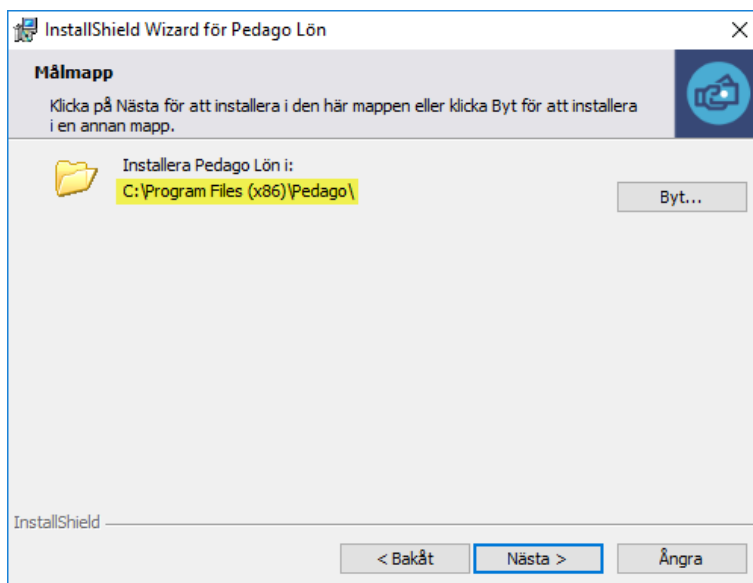 InstallShield Wizard för Pedago Lön
Målmapp
Klicka på Nästa för att installera i den här mappen eller klicka Byt för att installera
i en annan mapp.
Installera Pedago Lön i:
C:\Program Files (x86)\Pedago\
Byt...
InstallShield
< Bakåt
Nästa >
Ångra